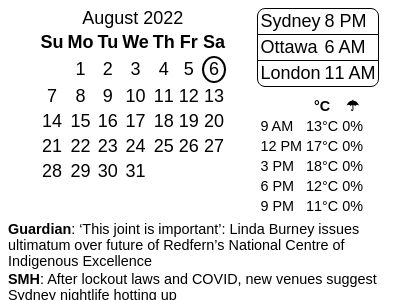 August 2022
Su Mo Tu We Th Fr Sa
1 2 3 4 5 6
7 8 9 10 11 12 13
14 15 16 17 18 19 20
21 22 23 24 25 26 27
28 29 30 31
Sydney 8 PM
Ottawa 6 AM
London 11 AM
°C ☂
9 AM 13°C 0%
12 PM 17°C 0%
3 PM 18°C 0%
6 PM 12°C 0%
9 PM 11°C 0%
Guardian: ‘This joint is important’: Linda Burney issues
ultimatum over future of Redfern’s National Centre of
Indigenous Excellence
SMH: After lockout laws and COVID, new venues suggest
Sydney nightlife hotting up